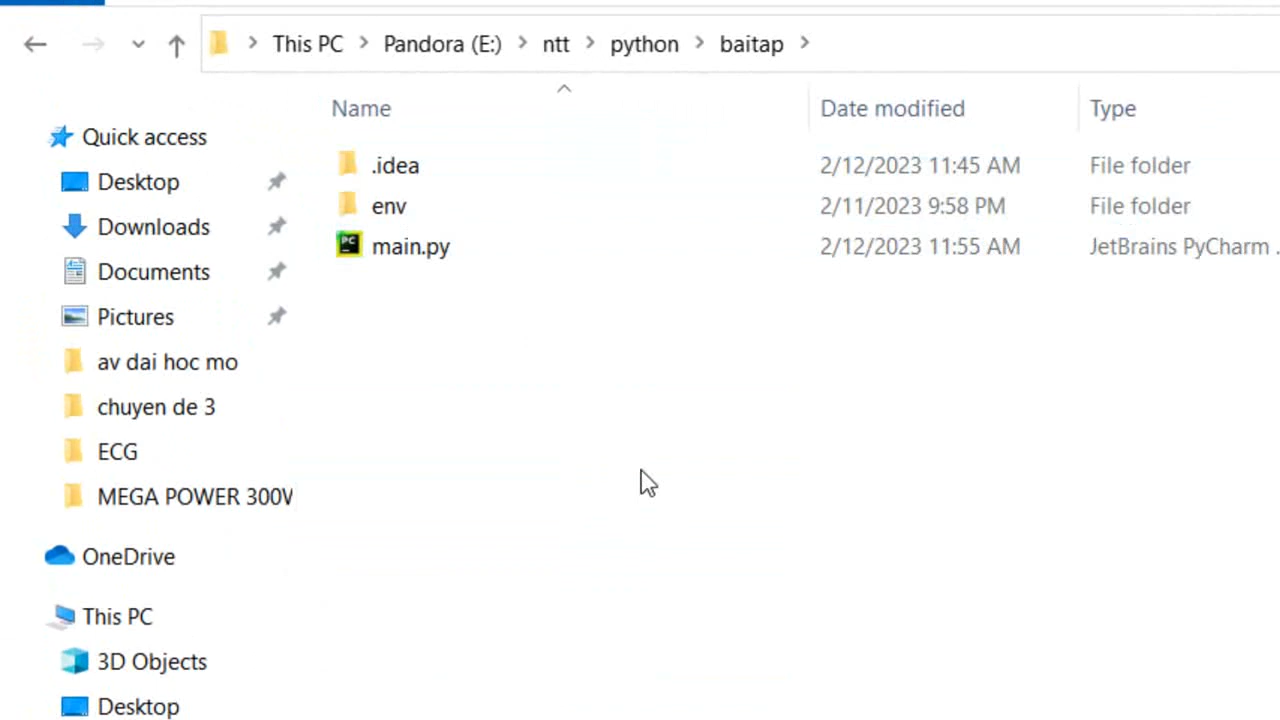 This PC > Pandora (E:) > ntt > python > baitap >
Name Date modified Type
Quick access
Desktop
Downloads
Documents
Pictures
av dai hoc mo
chuyen de 3
ECG
MEGA POWER 300
OneDrive
This PC
3D Objects
Desktop
.idea 2/12/2023 11:45 AM File folder
env 2/11/2023 9:58 PM File folder
main.py 2/12/2023 11:55 AM JetBrains PyCharm .